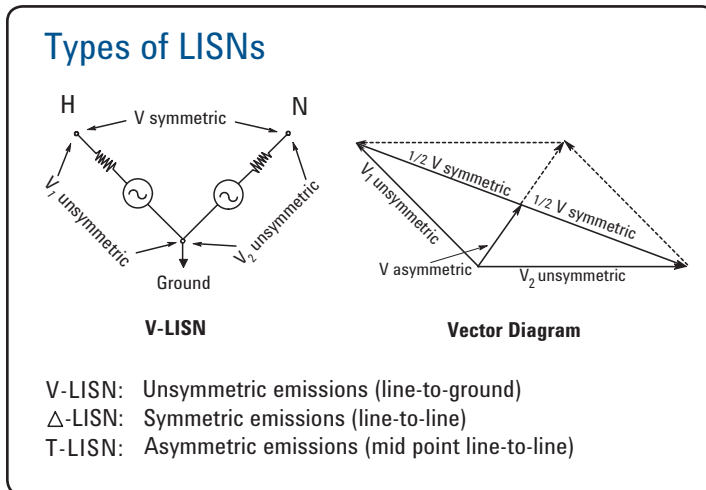 Types of LISNs
H
N
V symmetric
V1 unsymmetric
V2 unsymmetric
Ground
V-LISN
1/2 V symmetric
1/2 V symmetric
V1 unsymmetric
V asymmetric
V2 unsymmetric
Vector Diagram
V-LISN: Unsymmetric emissions (line-to-ground)
△-LISN: Symmetric emissions (line-to-line)
T-LISN: Asymmetric emissions (mid point line-to-line)